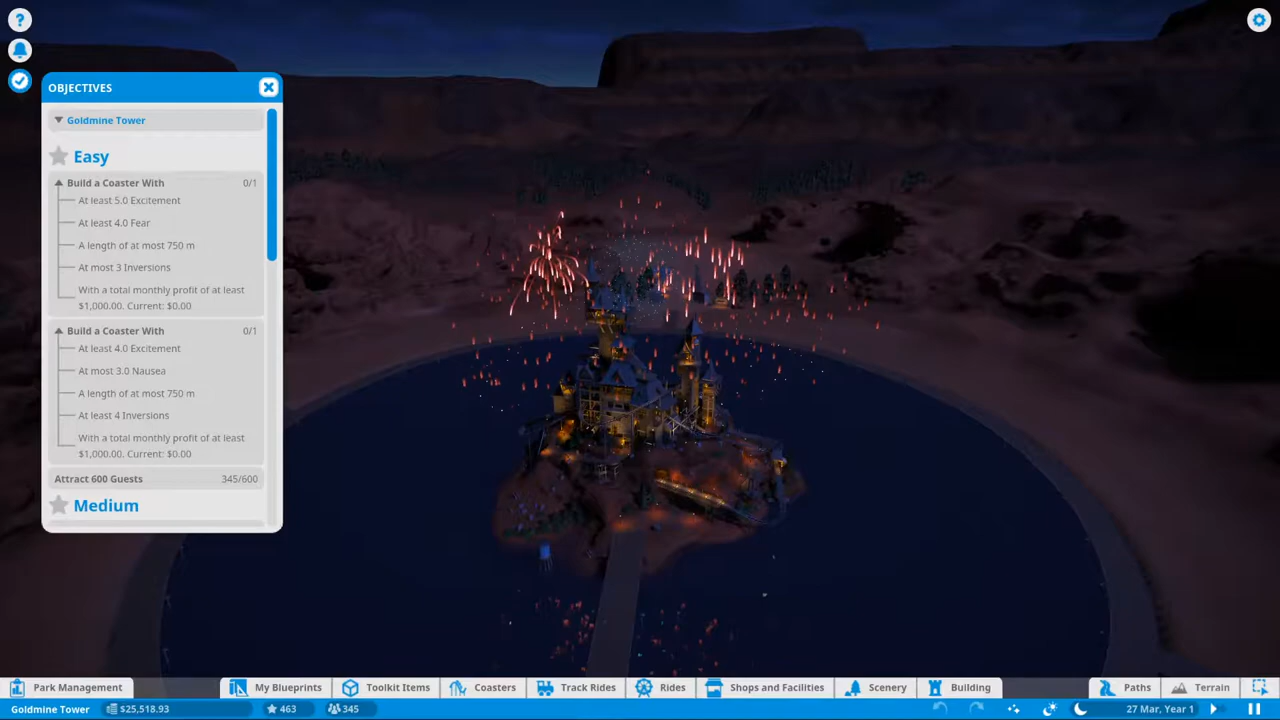 ?
OBJECTIVES
Goldmine Tower
Easy
Build a Coaster With 0/1
At least 5.0 Excitement
At least 4.0 Fear
A length of at most 750 m
At most 3 Inversions
With a total monthly profit of at least
$1,000.00. Current: $0.00
Build a Coaster With 0/1
At least 4.0 Excitement
At most 3.0 Nausea
A length of at most 750 m
At least 4 Inversions
With a total monthly profit of at least
$1,000.00. Current: $0.00
Attract 600 Guests 345/600
Medium
Park Management My Blueprints Toolkit Items Coasters Track Rides Rides Shops and Facilities Scenery Building Paths Terrain
Goldmine Tower $25,518.93 463 345 27 Mar, Year 1